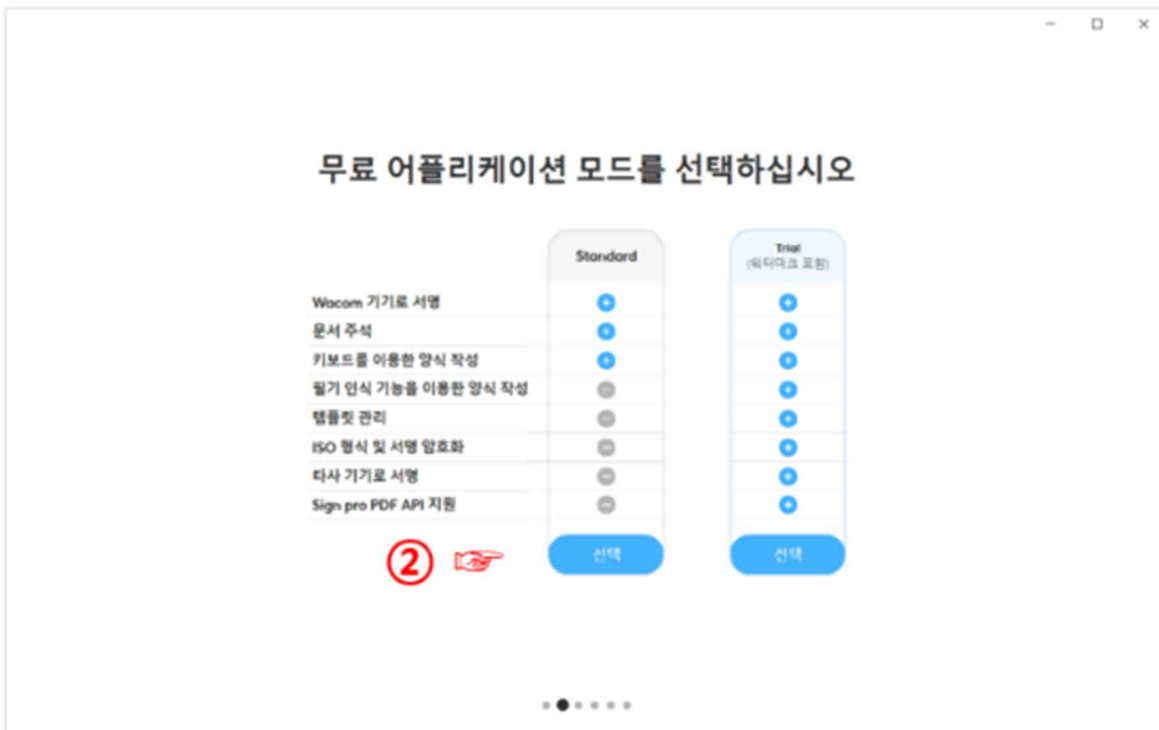 무료 어플리케이션 모드를 선택하십시오
Standard
Trial
(워터마크 포함)
Wacom 기기로 서명
문서 주석
키보드를 이용한 양식 작성
필기 인식 기능을 이용한 양식 작성
템플릿 관리
ISO 형식 및 서명 암호화
타사 기기로 서명
Sign pro PDF API 지원
② ☞ 선택 선택